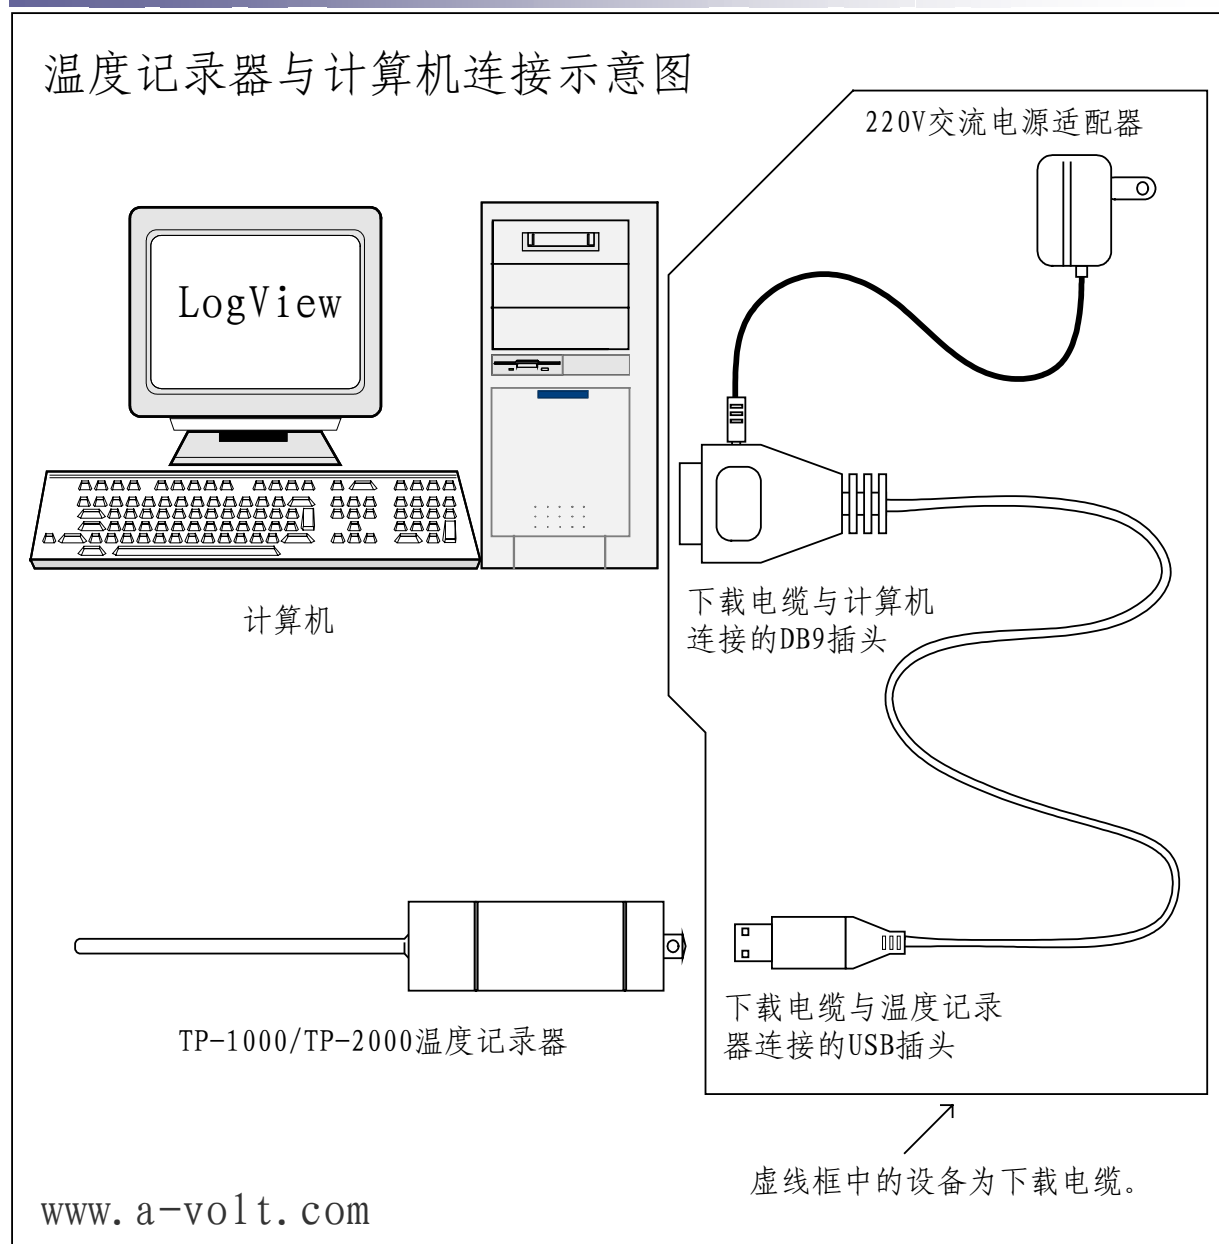 温度记录器与计算机连接示意图
220V交流电源适配器
LogView
计算机
下载电缆与计算机
连接的DB9插头
TP-1000/TP-2000温度记录器
下载电缆与温度记录
器连接的USB插头
虚线框中的设备为下载电缆。
www.a-volt.com